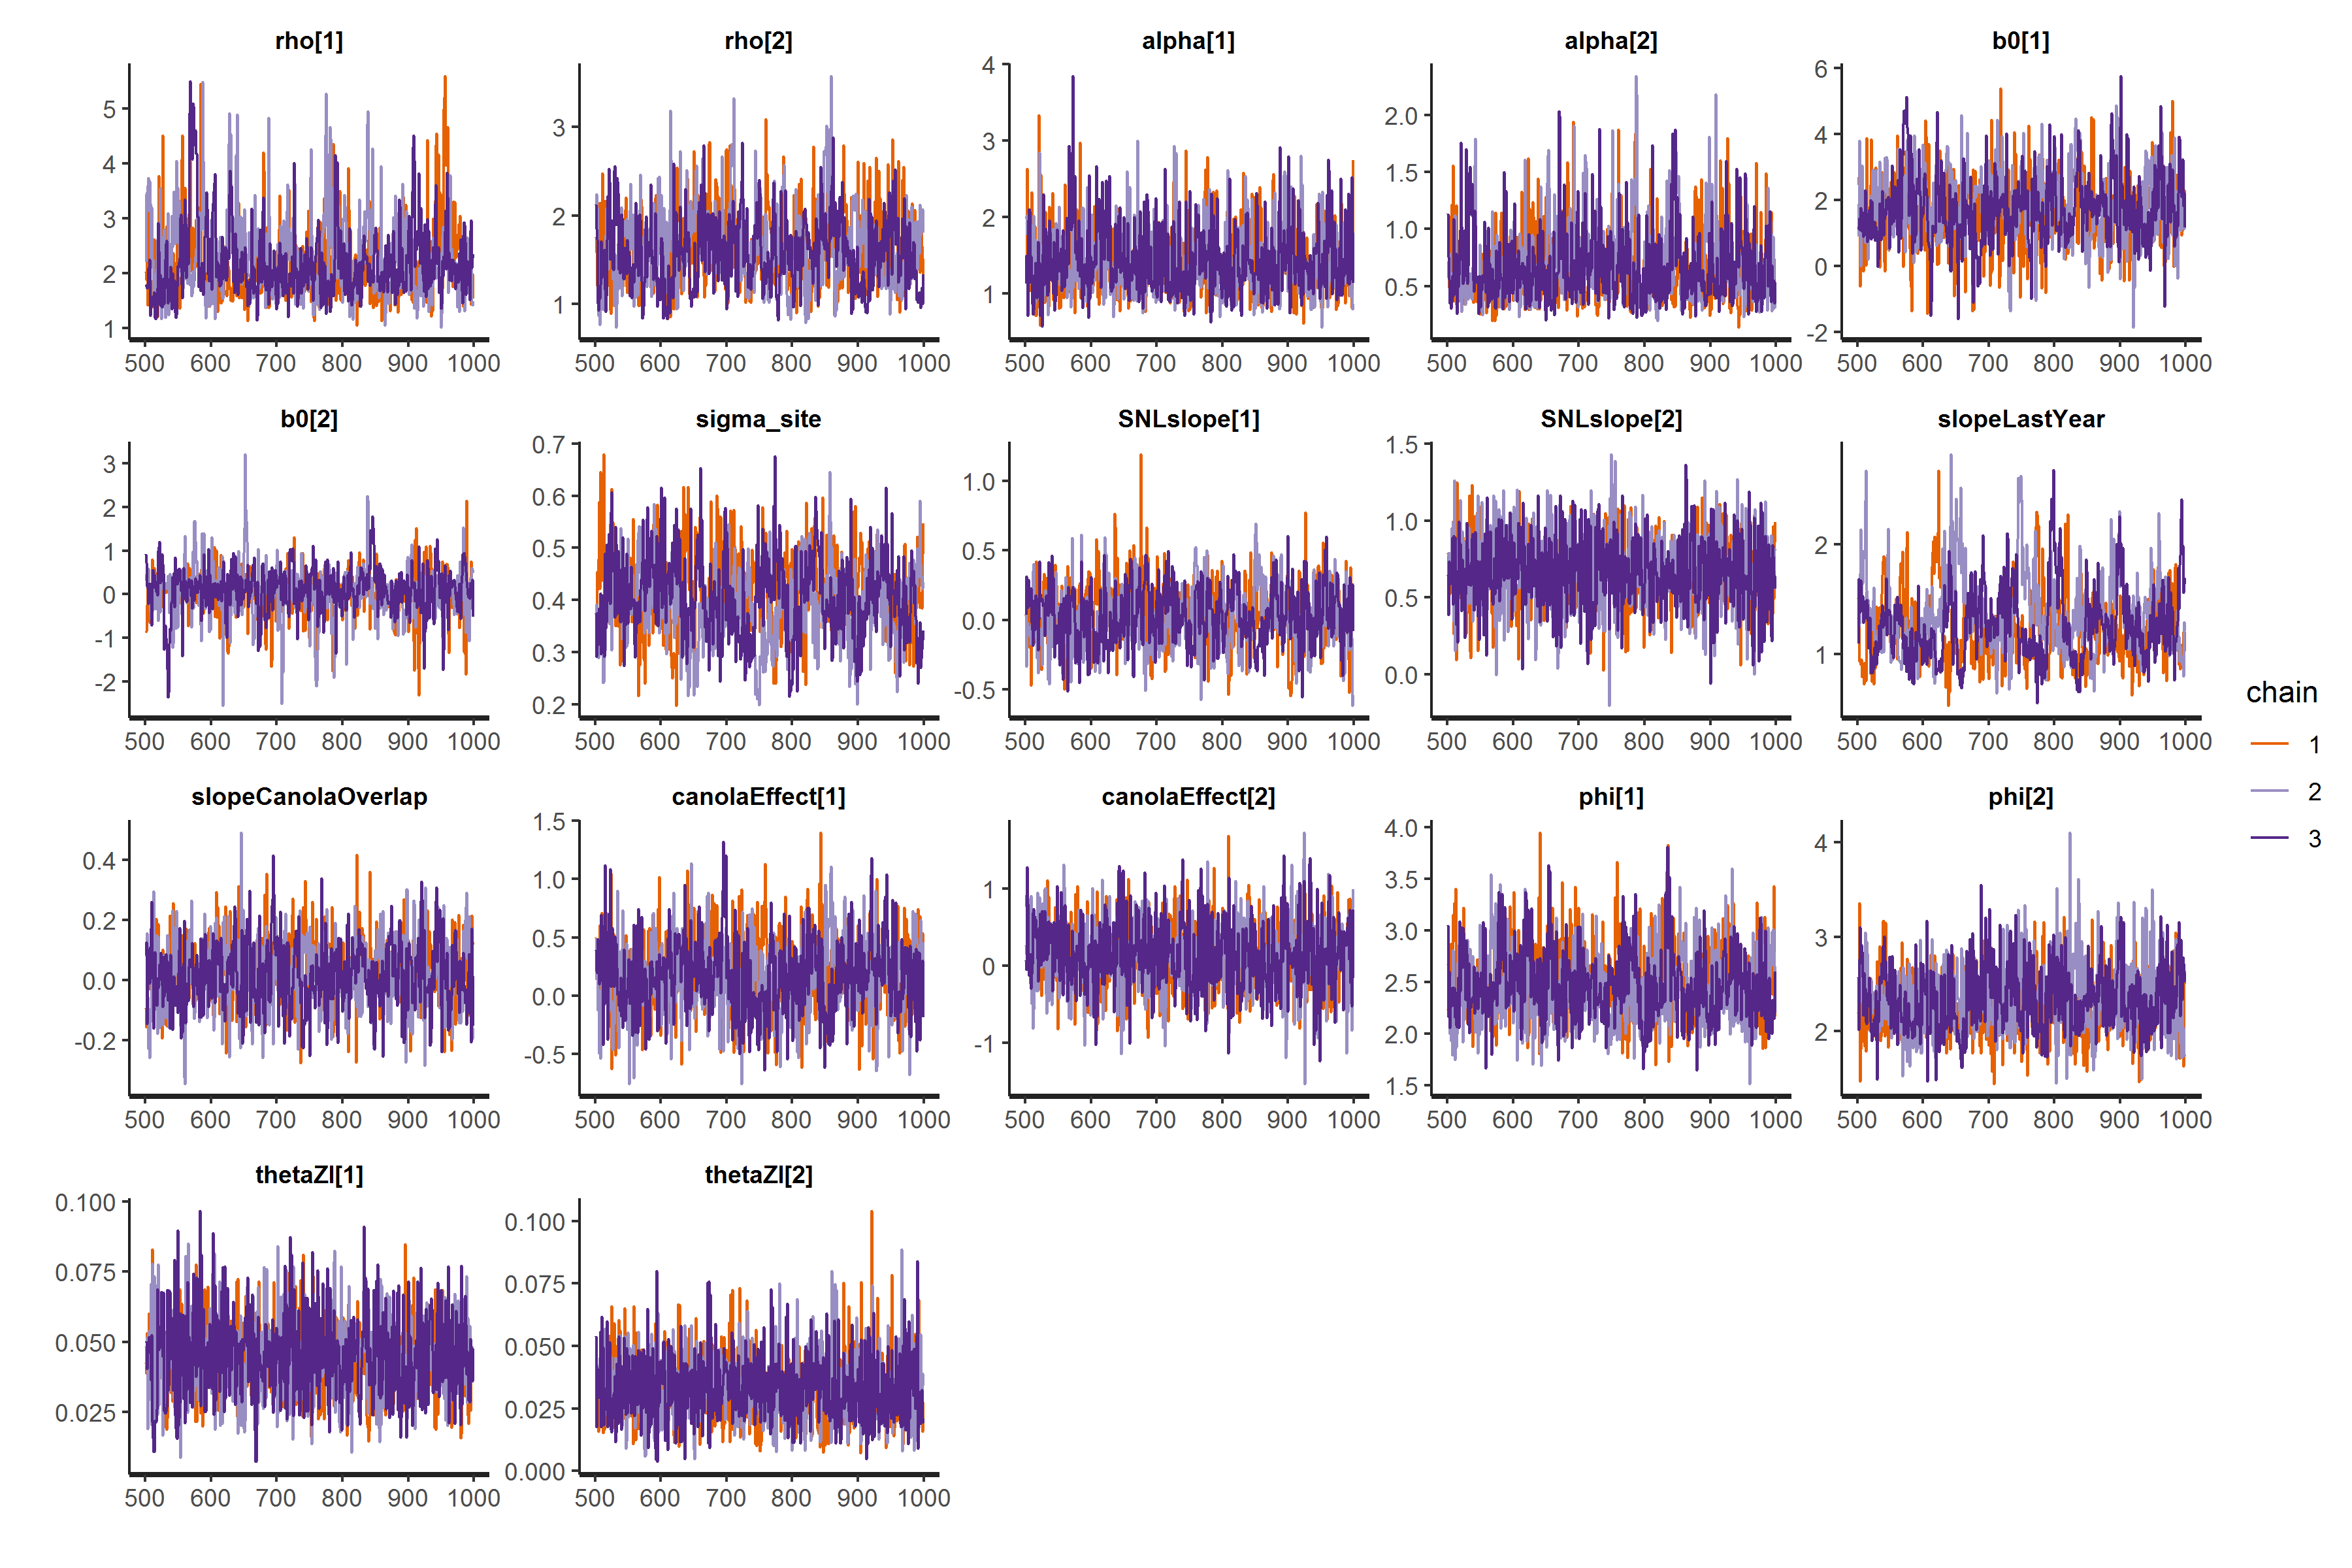 rho[1] rho[2] alpha[1] alpha[2] b0[1]
5 4 3 2 1
3 2 1
4 3 2 1
2.0 1.5 1.0 0.5
6 4 2 0 -2
500 600 700 800 900 1000 500 600 700 800 900 1000 500 600 700 800 900 1000 500 600 700 800 900 1000 500 600 700 800 900 1000
b0[2] sigma_site SNLslope[1] SNLslope[2] slopeLastYear
3 2 1 0 -1 -2
0.7 0.6 0.5 0.4 0.3 0.2
1.0 0.5 0.0 -0.5
1.5 1.0 0.5 0.0
2 1
500 600 700 800 900 1000 500 600 700 800 900 1000 500 600 700 800 900 1000 500 600 700 800 900 1000 500 600 700 800 900 1000
slopeCanolaOverlap canolaEffect[1] canolaEffect[2] phi[1] phi[2]
0.4 0.2 0.0 -0.2
1.5 1.0 0.5 0.0 -0.5
1 0 -1
4.0 3.5 3.0 2.5 2.0 1.5
4 3 2
500 600 700 800 900 1000 500 600 700 800 900 1000 500 600 700 800 900 1000 500 600 700 800 900 1000 500 600 700 800 900 1000
thetaZI[1] thetaZI[2]
0.100 0.075 0.050 0.025
0.100 0.075 0.050 0.025 0.000
500 600 700 800 900 1000 500 600 700 800 900 1000
chain
1
2
3